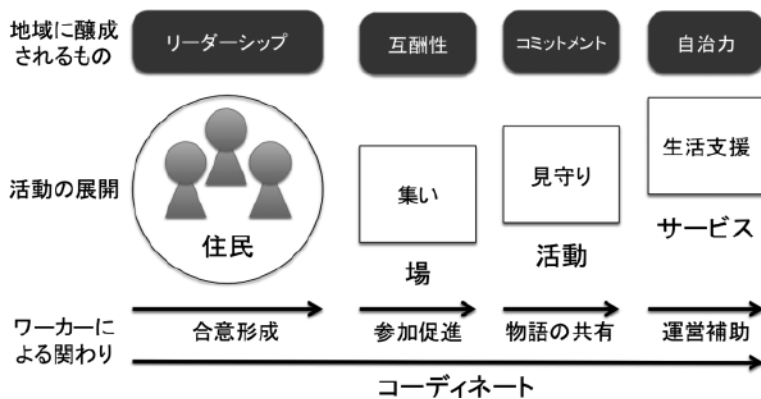 地域に醸成
されるもの
リーダーシップ
互酬性
コミットメント
自治力
活動の展開
住民
集い
場
見守り
活動
生活支援
サービス
ワーカーに
よる関わり
合意形成
参加促進
物語の共有
運営補助
コーディネート